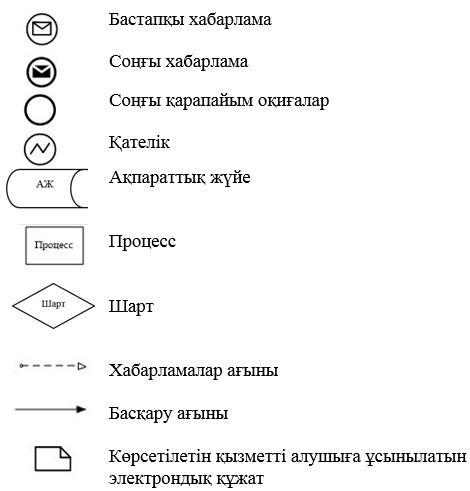 Бастапқы хабарлама
Соңғы хабарлама
Соңғы қарапайым оқиғалар
Қателік
АЖ
Ақпараттық жүйе
Процесс
Процесс
Шарт
Шарт
Хабарламалар ағыны
Басқару ағыны
Көрсетілетін қызметті алушыға ұсынылатын
электрондық құжат